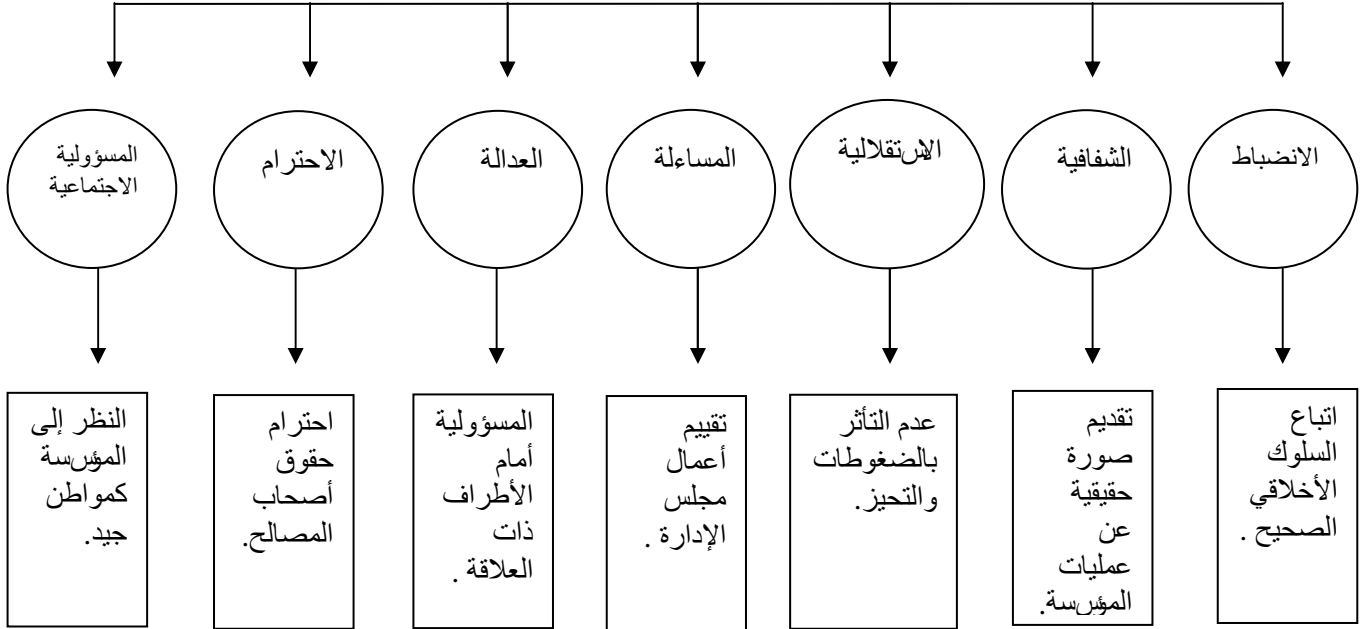 الانضباط
الشفافية
الاستقلالية
المساءلة
العدالة
الاحترام
المسؤولية
الاجتماعية
اتباع
السلوك
الأخلاقي
الصحيح .
تقديم
صورة
حقيقية
عن
عمليات
المؤسسة.
عدم التأثر
بالضغوطات
والتحيز.
تقييم
أعمال
مجلس
الإدارة .
المسؤولية
أمام
الأطراف
ذات
العلاقة .
احترام
حقوق
أصحاب
المصالح.
النظر إلى
المؤسسة
كمواطن
جيد.